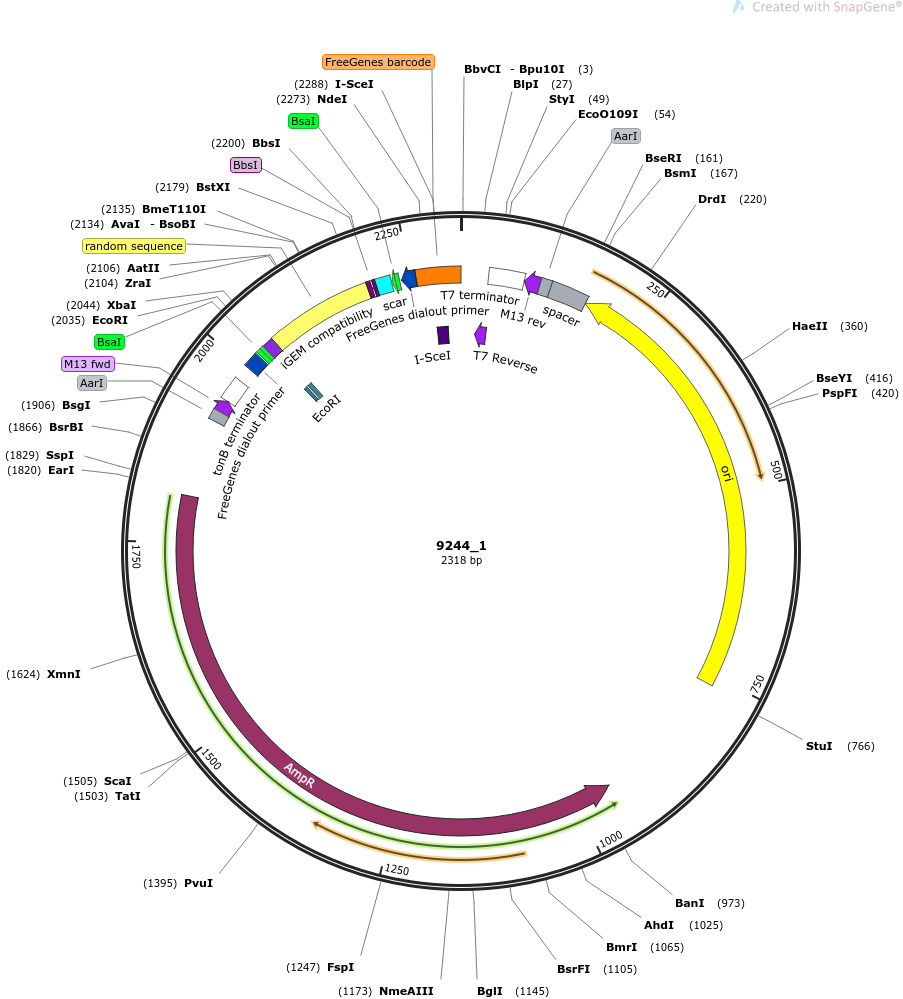 Created with SnapGene®
FreeGenes barcode
(2288) I-SceI
(2273) NdeI
BsaI
(2200) BbsI
BbsI
(2179) BstXI
(2135) BmeT110I
(2134) AvaI - BsoBI
random sequence
(2106) AatII
(2104) ZraI
(2044) XbaI
(2035) EcoRI
BsaI
M13 fwd
AarI
(1906) BsgI
(1866) BsrBI
(1829) SspI
(1820) EarI
(1624) XmnI
(1505) ScaI
(1503) TatI
(1395) PvuI
(1247) FspI
(1173) NmeAIII
BbvCI - Bpu10I (3)
BlpI (27)
StyI (49)
EcoO109I (54)
AarI
BseRI (161)
BsmI (167)
DrdI (220)
HaeII (360)
BseYI (416)
PspFI (420)
StuI (766)
BanI (973)
AhdI (1025)
BmrI (1065)
BsrFI (1105)
BglI (1145)
250
500
750
1000
1250
1500
1750
2000
2250
T7 terminator
M13 rev
spacer
FreeGenes dialout primer
scar
iGEM compatibility
I-SceI
T7 Reverse
EcoRI
tonB terminator
FreeGenes dialout primer
ori
AmpR
9244_1
2318 bp